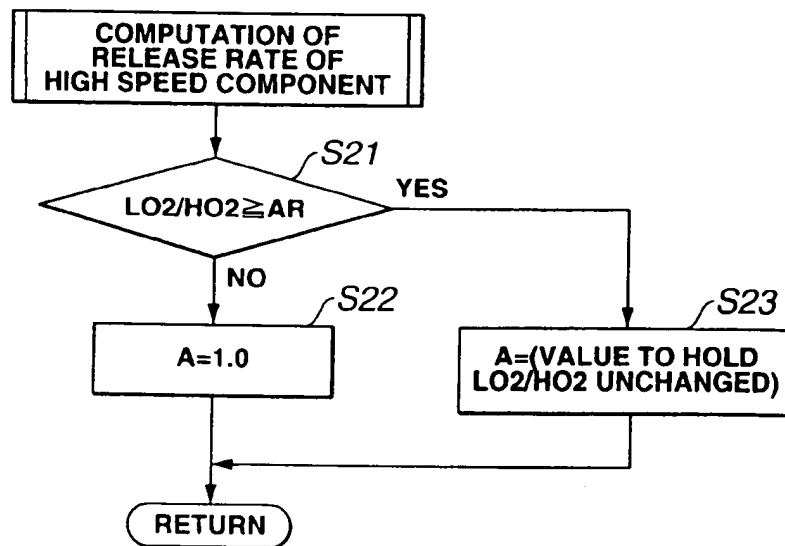 COMPUTATION OF
RELEASE RATE OF
HIGH SPEED COMPONENT
S21
LO2/HO2≧AR
YES
NO
S22
A=1.0
S23
A=(VALUE TO HOLD
LO2/HO2 UNCHANGED)
RETURN